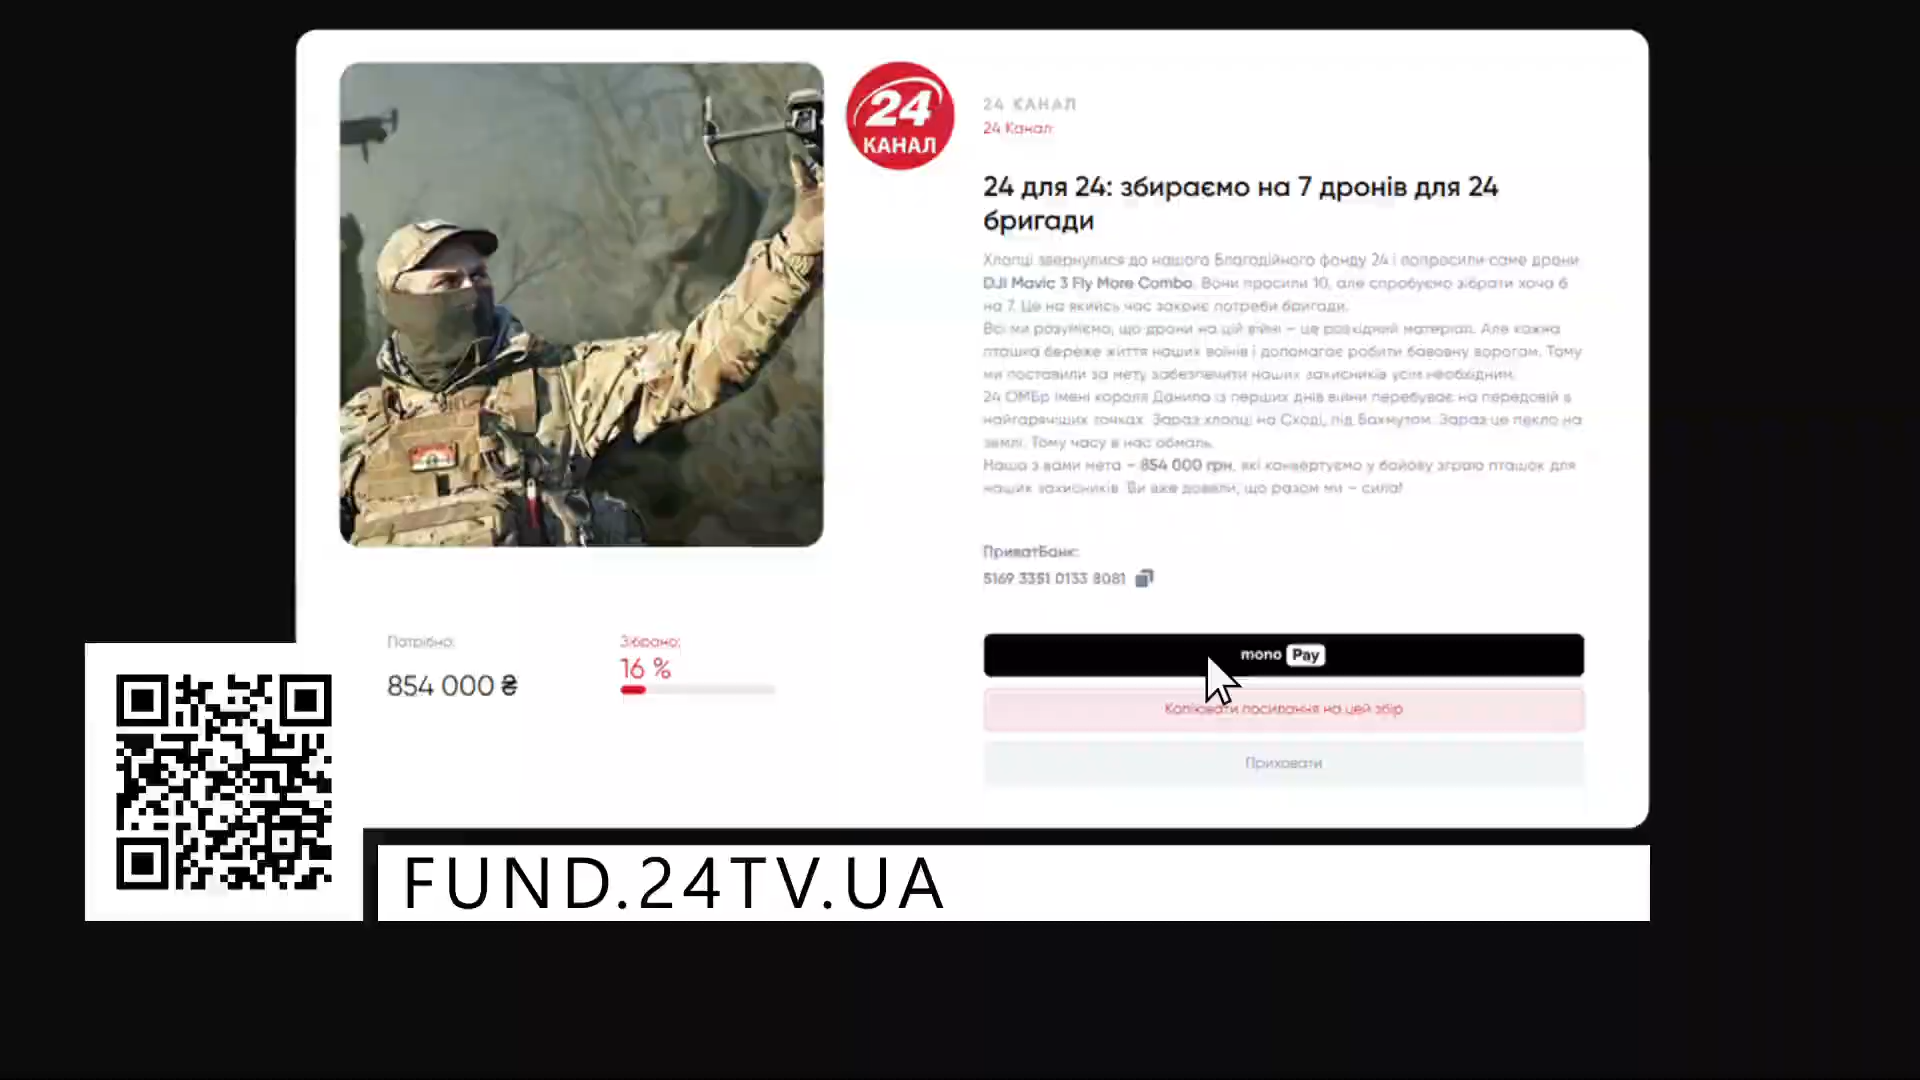 24
КАНАЛ
24 КАНАЛ
24 Канал
24 для 24: збираємо на 7 дронів для 24
бригади
Хлопці звернулися до нашого Благодійного фонду 24 і попросили саме дрони
DJI Mavic 3 Fly More Combo. Вони просили 10, але спробуємо зібрати хоча 6
на 7. Це на якийсь час закриє потреби бригади.
Всі ми розуміємо, що дрони на цій війні – це розхідний матеріал. Але кожна
пташка береже життя наших воїнів і допомагає робити бавовну ворогам. Тому
ми поставили за мету забезпечити наших захисників усім необхідним.
24 ОМБр імені короля Данила із перших днів війни перебуває на передовій в
найгарячіших точках. Зараз хлопці на Сході, під Бахмутом. Зараз це пекло на
землі. Тому часу в нас обмаль.
Наша з вами мета – 854 000 грн, які конвертуємо у бойову зграю пташок для
наших захисників. Ви вже довели, що разом ми – сила!
ПриватБанк:
5169 3351 0133 8081
Потрібно:
854 000 ₴
Зібрано:
16 %
mono Pay
Копіювати посилання на цей збір
Приховати
FUND.24TV.UA